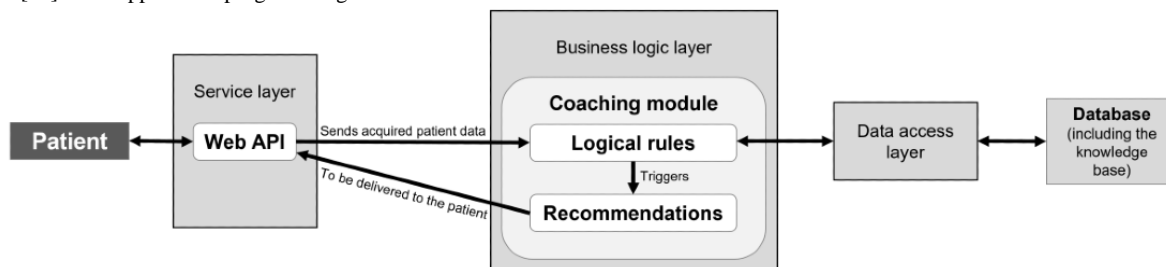 Business logic layer
Service layer
Coaching module
Patient
Web API
Sends acquired patient data
Logical rules
Data access
layer
Database
(including the
knowledge
base)
Triggers
To be delivered to the patient
Recommendations